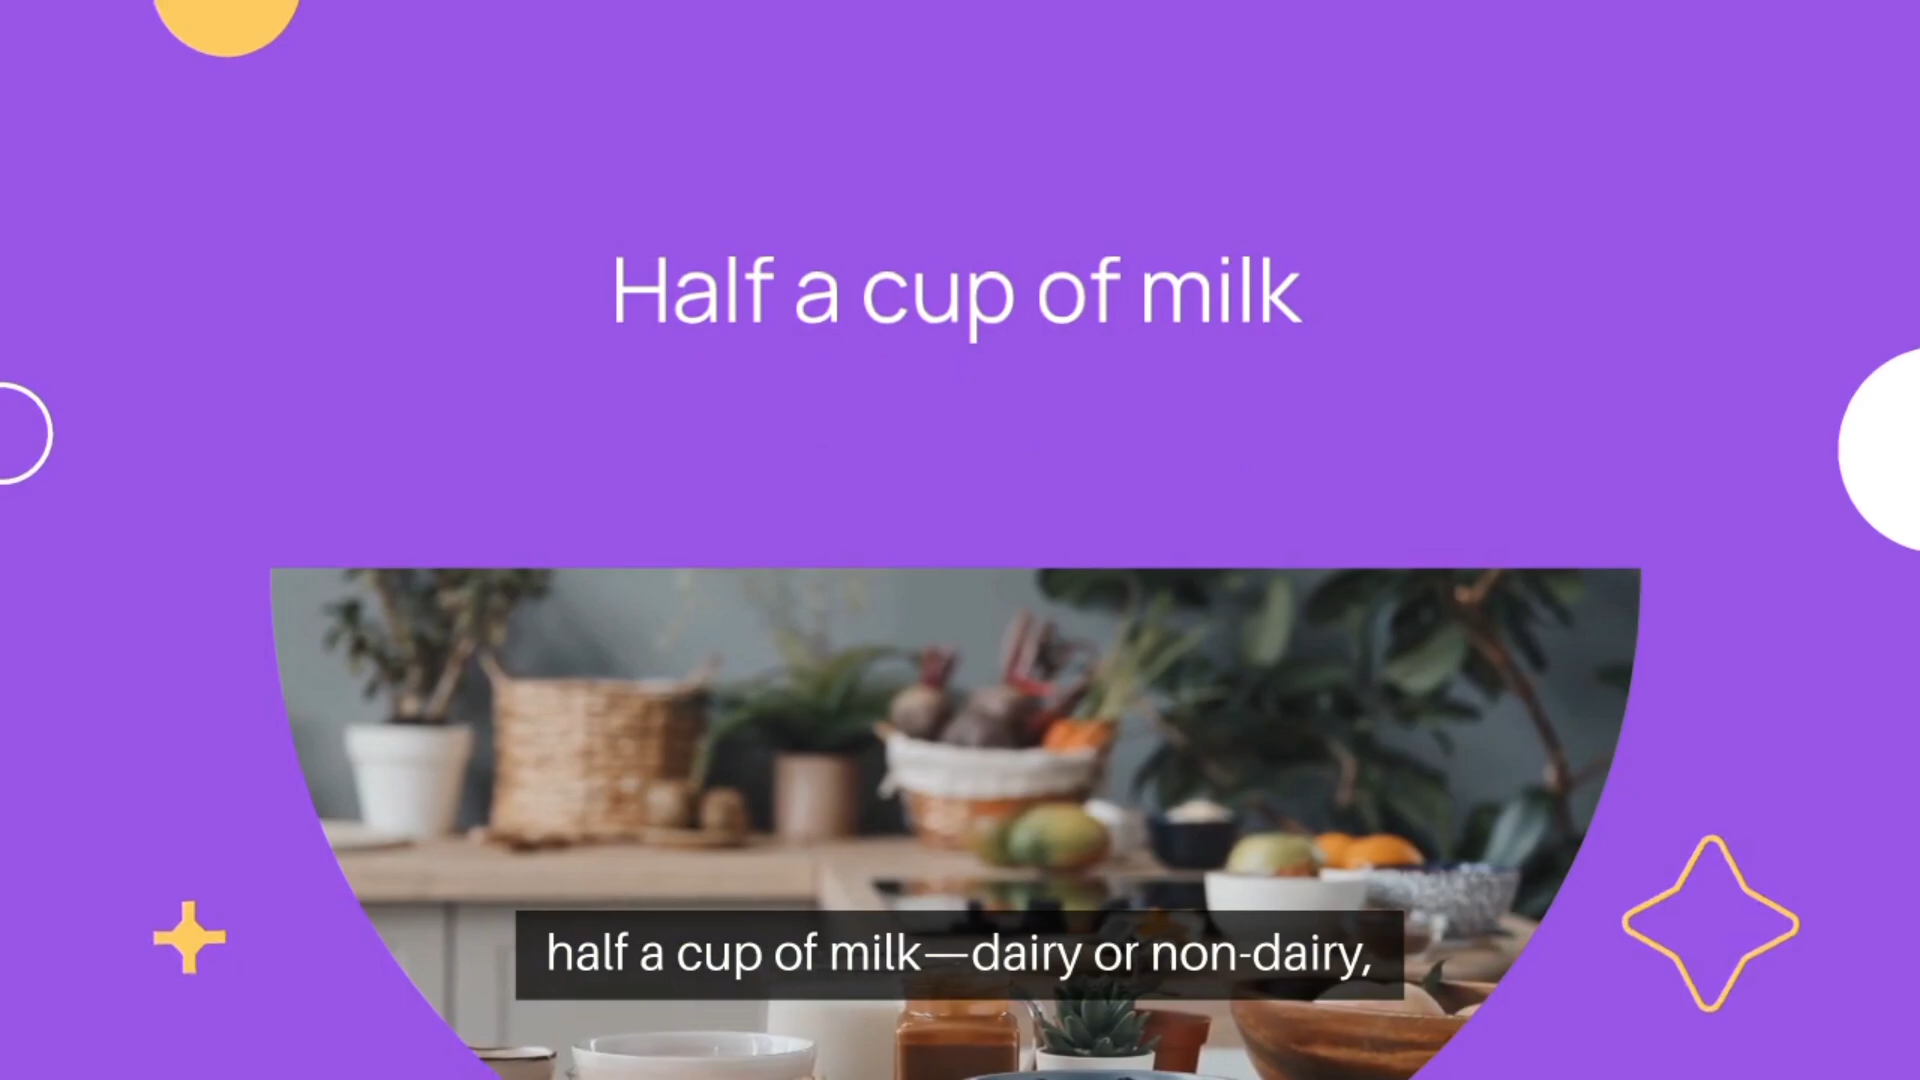 Half a cup of milk
half a cup of milk—dairy or non-dairy,